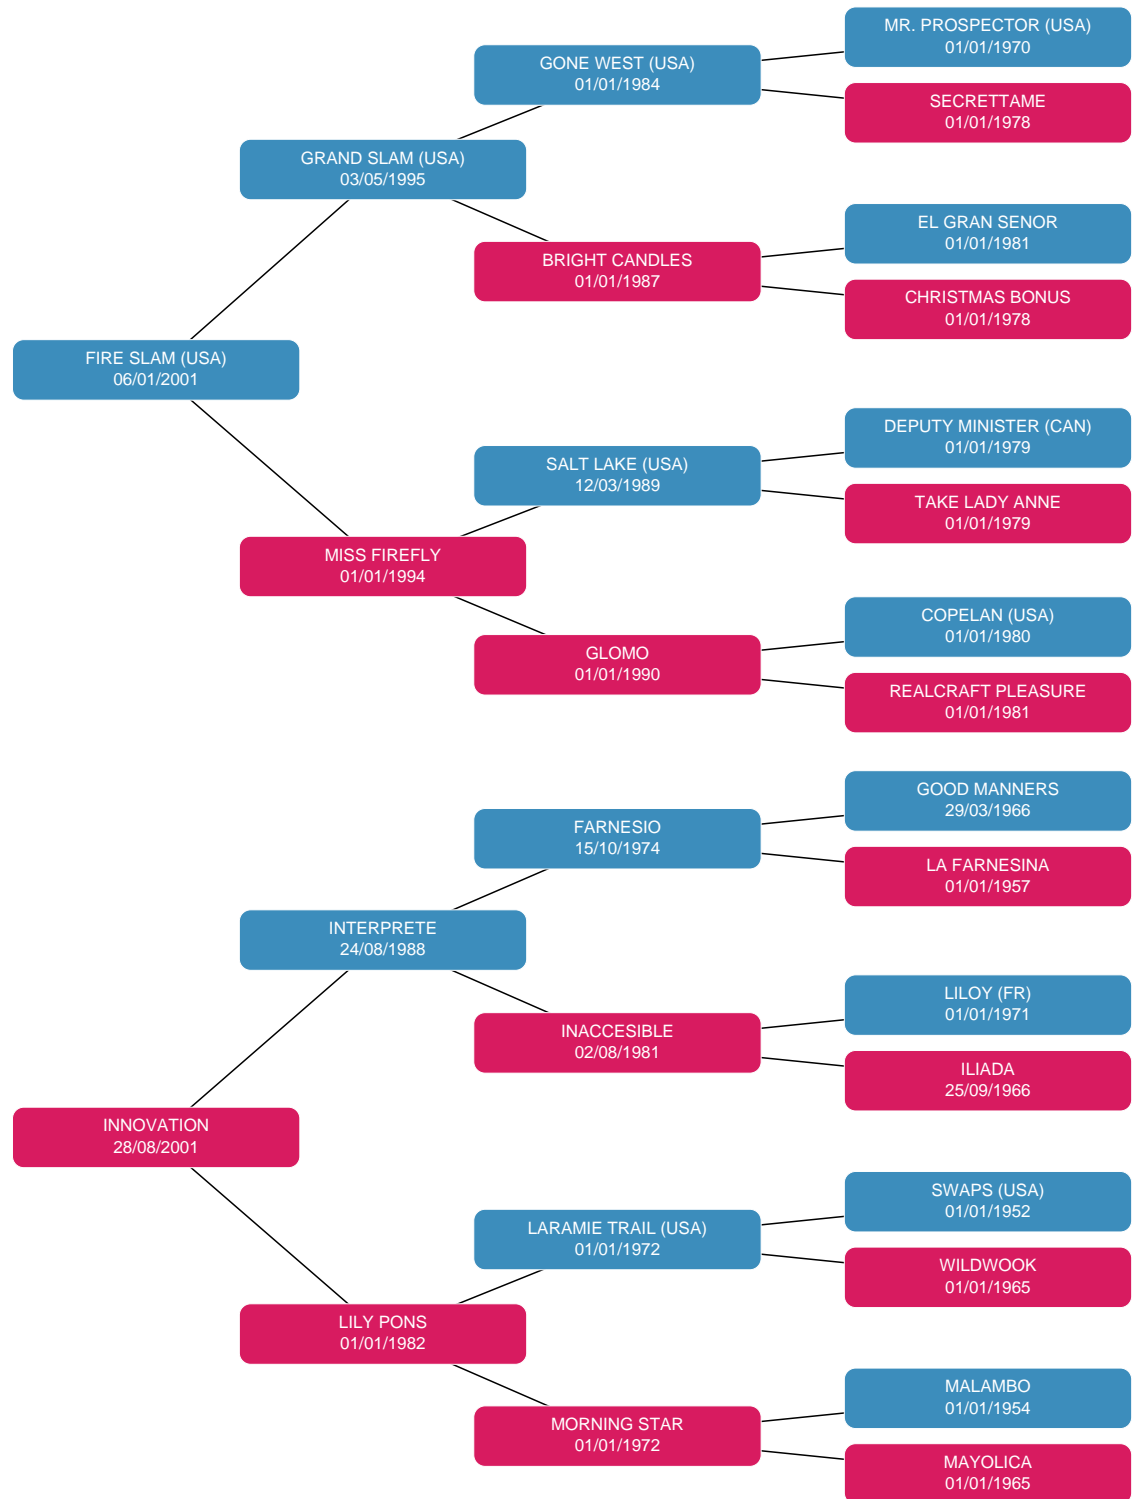 MR. PROSPECTOR (USA)
01/01/1970
GONE WEST (USA)
01/01/1984
SECRETTAME
01/01/1978
GRAND SLAM (USA)
03/05/1995
EL GRAN SENOR
01/01/1981
BRIGHT CANDLES
01/01/1987
CHRISTMAS BONUS
01/01/1978
FIRE SLAM (USA)
06/01/2001
DEPUTY MINISTER (CAN)
01/01/1979
SALT LAKE (USA)
12/03/1989
TAKE LADY ANNE
01/01/1979
MISS FIREFLY
01/01/1994
COPELAN (USA)
01/01/1980
GLOMO
01/01/1990
REALCRAFT PLEASURE
01/01/1981
GOOD MANNERS
29/03/1966
FARNESIO
15/10/1974
LA FARNESINA
01/01/1957
INTERPRETE
24/08/1988
LILOY (FR)
01/01/1971
INACCESIBLE
02/08/1981
ILIADA
25/09/1966
INNOVATION
28/08/2001
SWAPS (USA)
01/01/1952
LARAMIE TRAIL (USA)
01/01/1972
WILDWOOK
01/01/1965
LILY PONS
01/01/1982
MALAMBO
01/01/1954
MORNING STAR
01/01/1972
MAYOLICA
01/01/1965